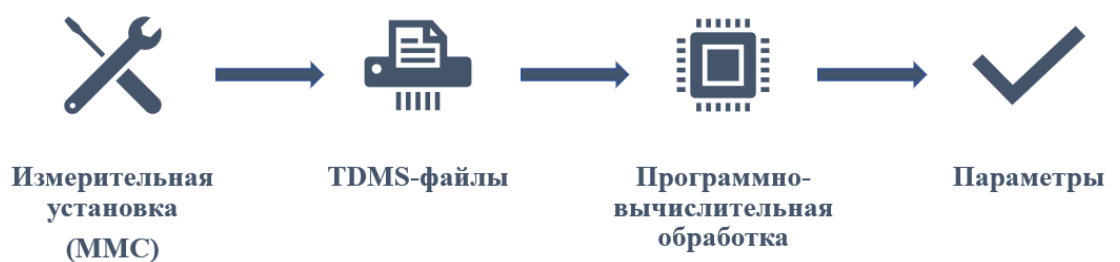 Измерительная
установка
(ММС)
TDMS-файлы
Программно-
вычислительная
обработка
Параметры